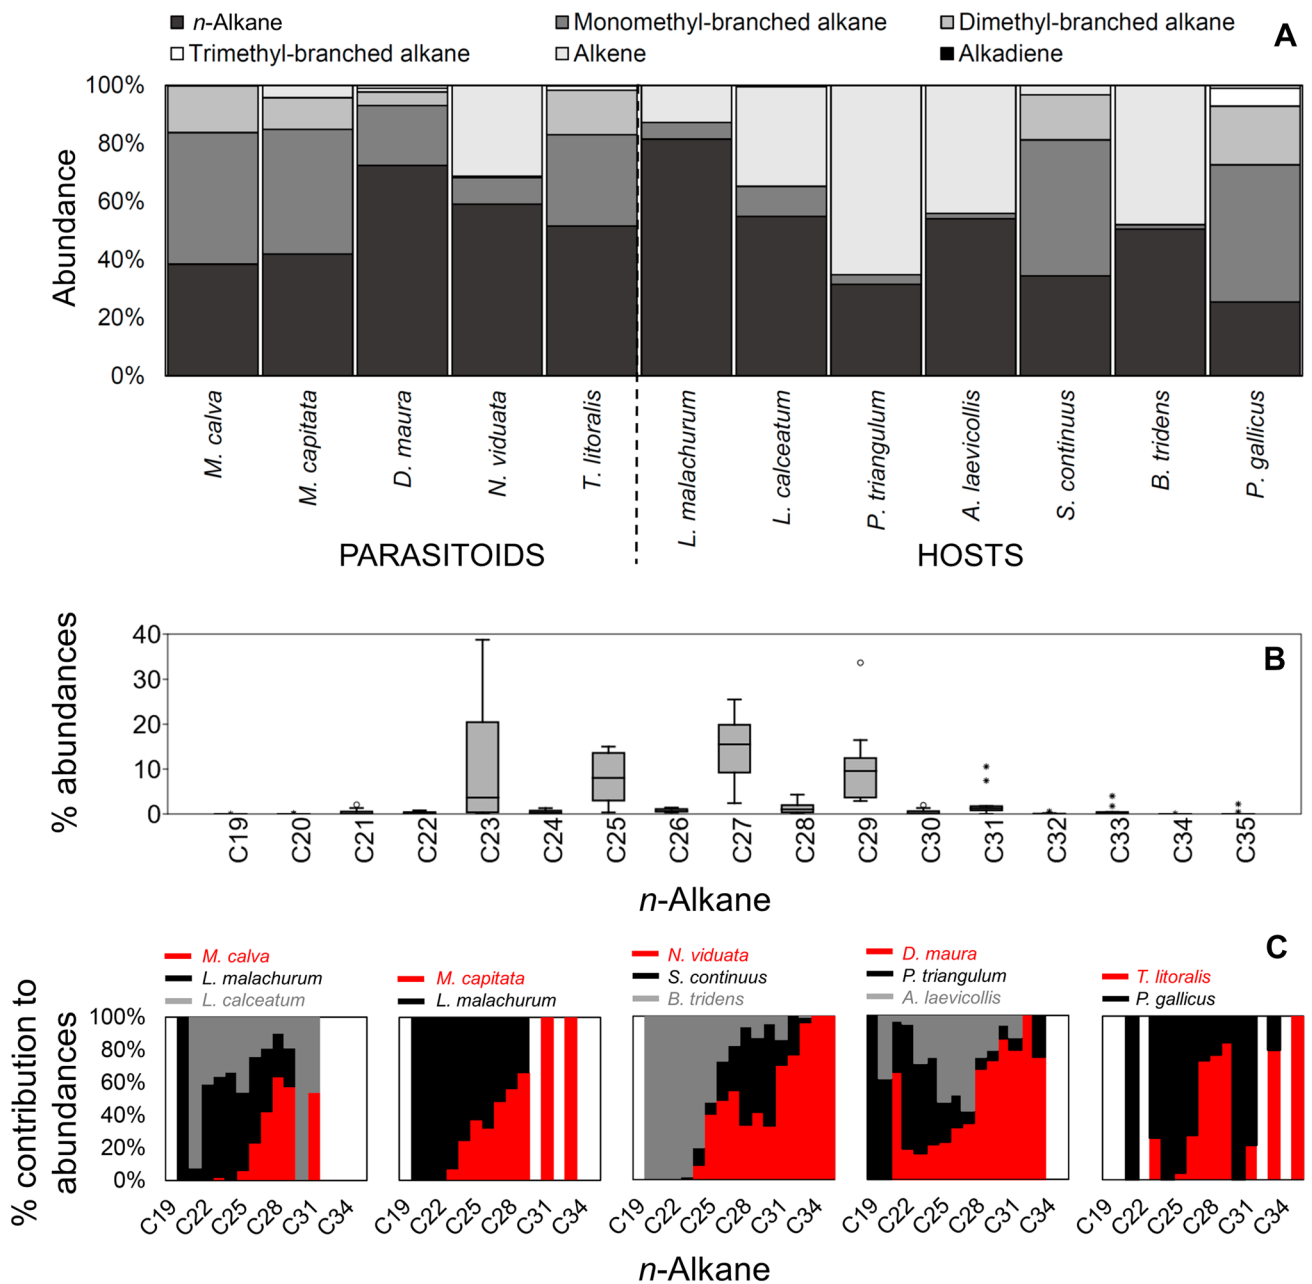 n-Alkane Monomethyl-branched alkane Dimethyl-branched alkane
Trimethyl-branched alkane Alkene Alkadiene
A
100%
80%
60%
40%
20%
0%
Abundance
M. calva
M. capitata
D. maura
N. viduata
T. litoralis
L. malachurum
L. calceatum
P. triangulum
A. laevicollis
S. continuus
B. tridens
P. gallicus
PARASITOIDS HOSTS
B
40
30
20
10
0
% abundances
C19 C20 C21 C22 C23 C24 C25 C26 C27 C28 C29 C30 C31 C32 C33 C34 C35
n-Alkane
C
M. calva
L. malachurum
L. calceatum
M. capitata
L. malachurum
N. viduata
S. continuus
B. tridens
D. maura
P. triangulum
A. laevicollis
T. litoralis
P. gallicus
% contribution to
abundances
100%
80%
60%
40%
20%
0%
C19 C22 C25 C28 C31 C34
C19 C22 C25 C28 C31 C34
C19 C22 C25 C28 C31 C34
C19 C22 C25 C28 C31 C34
C19 C22 C25 C28 C31 C34
n-Alkane